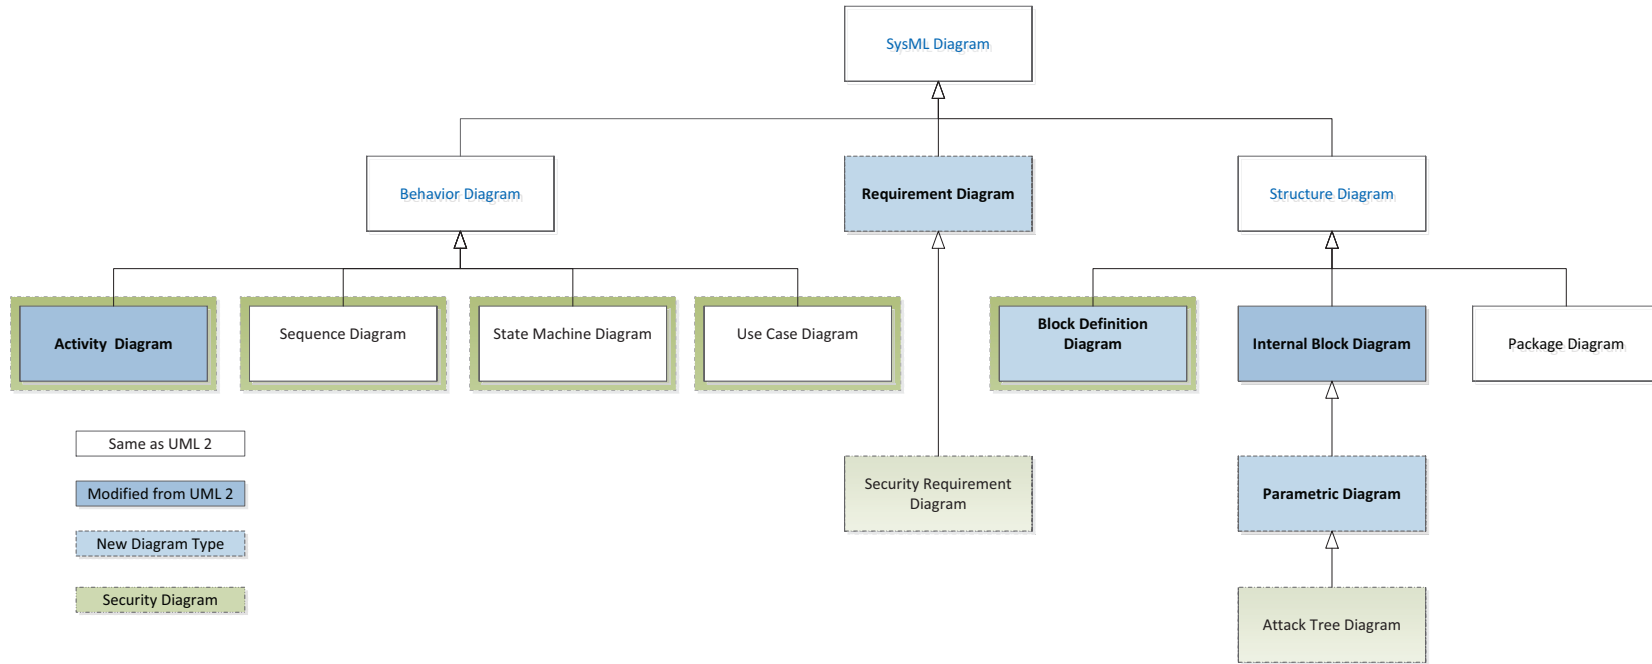 SysML Diagram
Behavior Diagram
Requirement Diagram
Structure Diagram
Activity  Diagram
Sequence Diagram
State Machine Diagram
Use Case Diagram
Block Definition
Diagram
Internal Block Diagram
Package Diagram
Same as UML 2
Modified from UML 2
New Diagram Type
Security Diagram
Security Requirement
Diagram
Parametric Diagram
Attack Tree Diagram